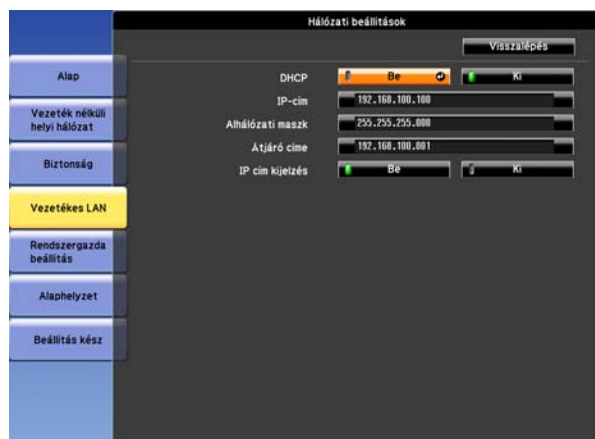 Hálózati beállítások
Visszalépés
Alap
Vezeték nélküli
helyi hálózat
Biztonság
Vezetékes LAN
Rendszergazda
beállítás
Alaphelyzet
Beállítás kész
DHCP Be Ki
IP-cím 192.168.100.100
Alhálózati maszk 255.255.255.000
Átjáró címe 192.168.100.001
IP cím kijelzés Be Ki